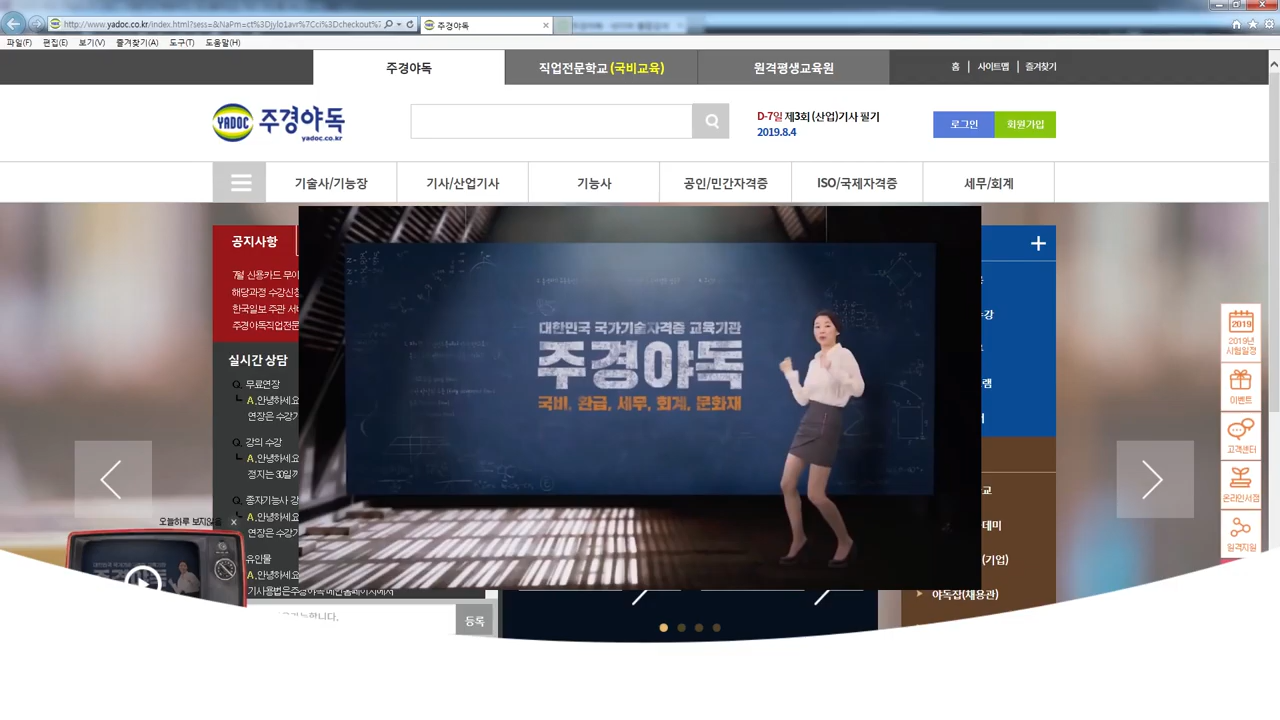 http://www.yadoc.co.kr/index.html?sess=&NaPm=ct%3Djylo1avr%7Cci%3Dcheckout%
주경야독
파일(F) 편집(E) 보기(V) 즐겨찾기(A) 도구(T) 도움말(H)
주경야독 직업전문학교 (국비교육) 원격평생교육원 홈 사이트맵 즐겨찾기
YADOC 주경야독
yadoc.co.kr
D-7일 제3회 (산업)기사 필기
2019.8.4
로그인 회원가입
기술사/기능장 기사/산업기사 기능사 공인/민간자격증 ISO/국제자격증 세무/회계
공지사항
7월 신용카드 무이
해당과정 수강신청
한국일보 주관 서
주경야독직업전문
실시간 상담
Q. 무료연장
A.안녕하세요
연장은 수강기
Q. 강의 수강
A.안녕하세요
정지는 30일
Q. 종자기능사 강
A.안녕하세요
연장은 수강기
유인물
A.안녕하세요
등록
대한민국 국가기술자격증 교육기관
주경야독
국비, 환급, 세무, 회계, 문화재
강
램
교
데미
(기업)
야독잡(채용관)
오늘하루 보지않음 x
2019
2019년
시험일정
이벤트
고객센터
온라인서점
원격지원